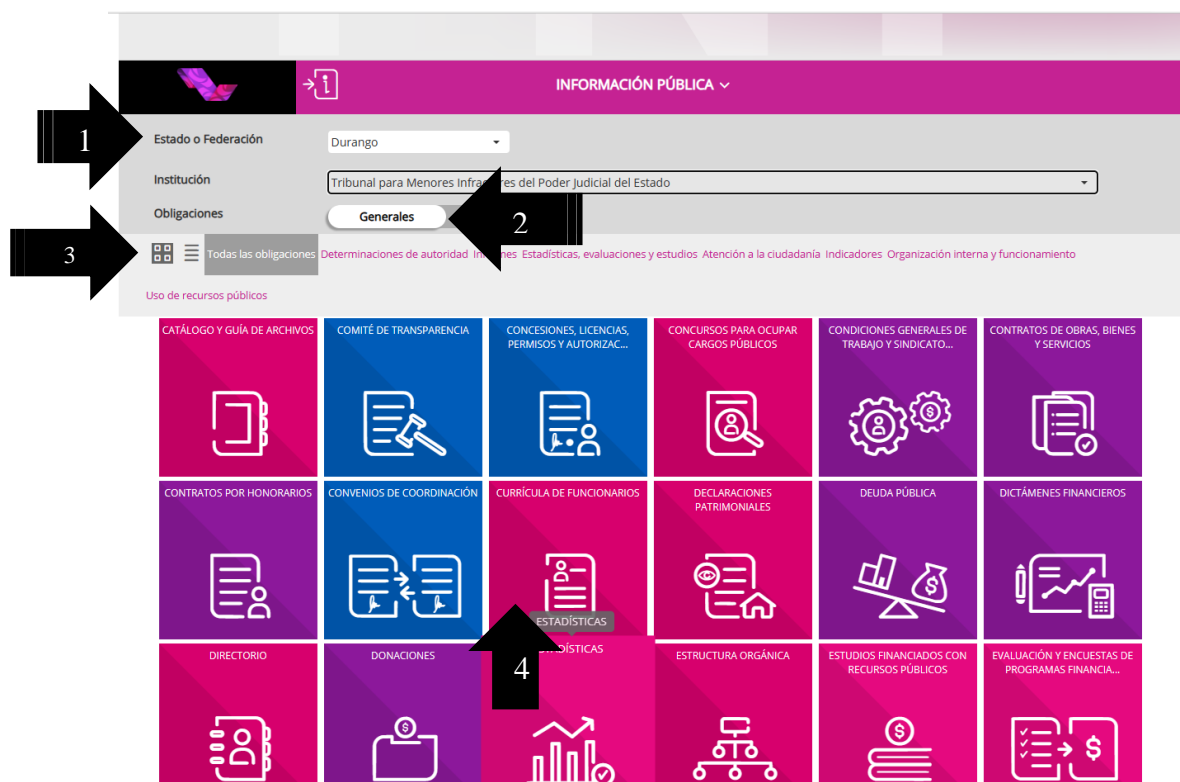 INFORMACIÓN PÚBLICA
1
Estado o Federación
Durango
Institución
Tribunal para Menores Infractores del Poder Judicial del Estado
Obligaciones
Generales
2
3
Todas las obligaciones Determinaciones de autoridad Informes Estadísticas, evaluaciones y estudios Atención a la ciudadanía Indicadores Organización interna y funcionamiento
Uso de recursos públicos
CATÁLOGO Y GUÍA DE ARCHIVOS
COMITÉ DE TRANSPARENCIA
CONCESIONES, LICENCIAS,
PERMISOS Y AUTORIZAC...
CONCURSOS PARA OCUPAR
CARGOS PÚBLICOS
CONDICIONES GENERALES DE
TRABAJO Y SINDICATO...
CONTRATOS DE OBRAS, BIENES
Y SERVICIOS
CONTRATOS POR HONORARIOS
CONVENIOS DE COORDINACIÓN
CURRÍCULA DE FUNCIONARIOS
DECLARACIONES
PATRIMONIALES
DEUDA PÚBLICA
DICTÁMENES FINANCIEROS
ESTADÍSTICAS
DIRECTORIO
DONACIONES
ESTADÍSTICAS
4
ESTRUCTURA ORGÁNICA
ESTUDIOS FINANCIADOS CON
RECURSOS PÚBLICOS
EVALUACIÓN Y ENCUESTAS DE
PROGRAMAS FINANCIA...